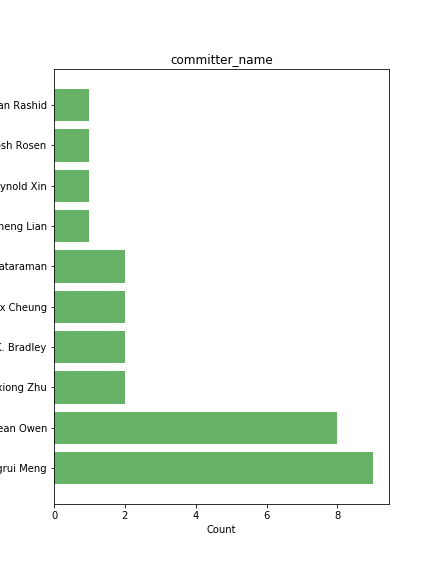 committer_name
an Rashid
sh Rosen
ynold Xin
heng Lian
ataraman
x Cheung
K. Bradley
xiong Zhu
ean Owen
grui Meng
0 2 4 6 8
Count